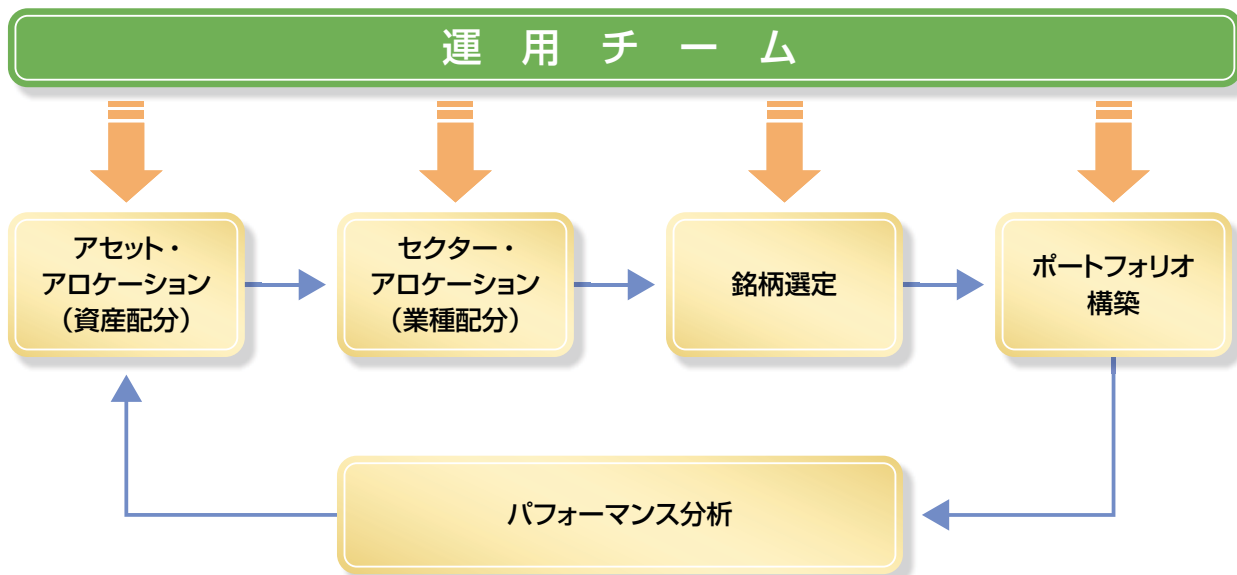 運用チーム
アセット・
アロケーション
（資産配分）
セクター・
アロケーション
（業種配分）
銘柄選定
ポートフォリオ
構築
パフォーマンス分析